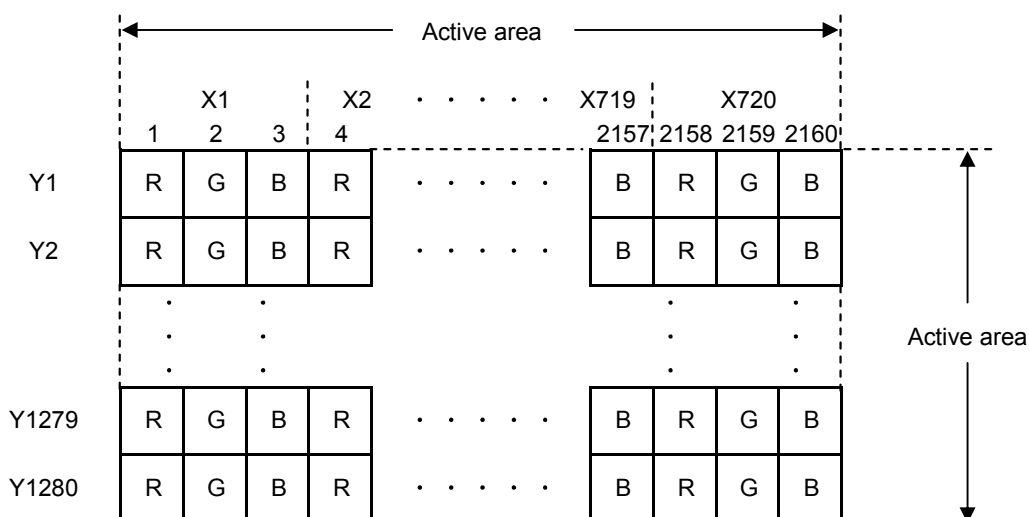 Active area
X1 X2 · · · · · X719 X720
1 2 3 4 2157 2158 2159 2160
Y1 R G B R · · · · · B R G B
Y2 R G B R · · · · · B R G B
Active area
Y1279 R G B R · · · · · B R G B
Y1280 R G B R · · · · · B R G B